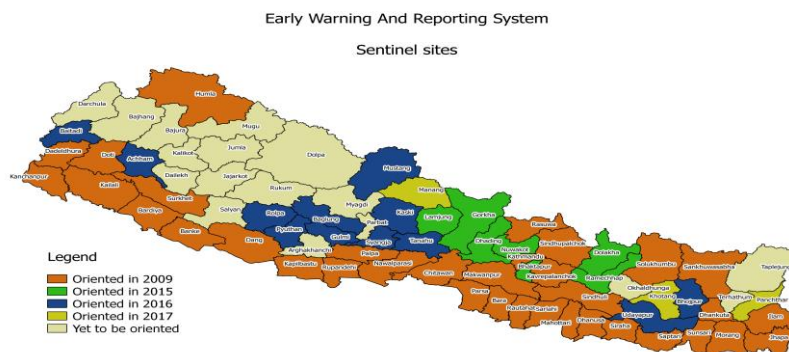 Early Warning And Reporting System
Sentinel sites
Humla
Darchula
Bajhang
Mugu
Bajura
Baitadi
Jumla
Dolpa
Dadeldhura
Doti
Achham
Kalikot
Mustang
Kanchanpur
Dailekh
Jajarkot
Manang
Kailali
Rukum
Myagdi
Gorkha
Surkhet
Salyan
Kaski
Lamjung
Bardiya
Rolpa
Baglung
Parbat
Rasuwa
Banke
Pyuthan
Gulmi
Syangja
Tanahu
Dhading
Nuwakot
Sindhupalchok
Dolakha
Dang
Arghakhanchi
Palpa
Kathmandu
Bhaktapur
Solukhumbu
Sankhuwasabha
Taplejung
Kapilbastu
Rupandehi
Nawalparasi
Chitawan
Makwanpur
Kavrepalanchok
Ramechhap
Okhaldhunga
Khotang
Bhojpur
Terhathum
Panchthar
Parsa
Bara
Rautahat
Sarlahi
Sindhuli
Udayapur
Dhankuta
Ilam
Mahottari
Dhanusa
Siraha
Saptari
Sunsari
Morang
Jhapa
Legend
Oriented in 2009
Oriented in 2015
Oriented in 2016
Oriented in 2017
Yet to be oriented